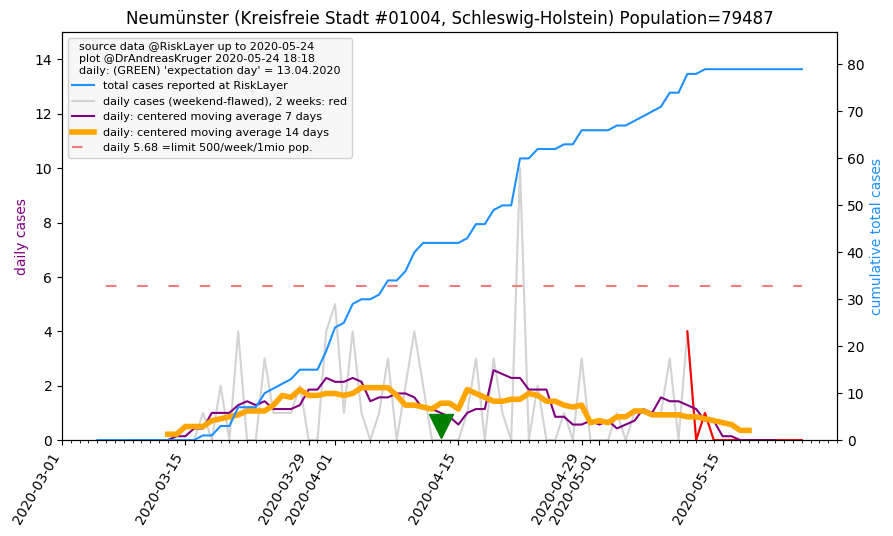 Neumünster (Kreisfreie Stadt #01004, Schleswig-Holstein) Population=79487
source data @RiskLayer up to 2020-05-24
plot @DrAndreasKruger 2020-05-24 18:18
daily: (GREEN) 'expectation day' = 13.04.2020
total cases reported at RiskLayer
daily cases (weekend-flawed), 2 weeks: red
daily: centered moving average 7 days
daily: centered moving average 14 days
daily 5.68 =limit 500/week/1mio pop.
daily cases
14
12
10
8
6
4
2
0
cumulative total cases
80
70
60
50
40
30
20
10
0
2020-03-01
2020-03-15
2020-03-29
2020-04-01
2020-04-15
2020-04-29
2020-05-01
2020-05-15